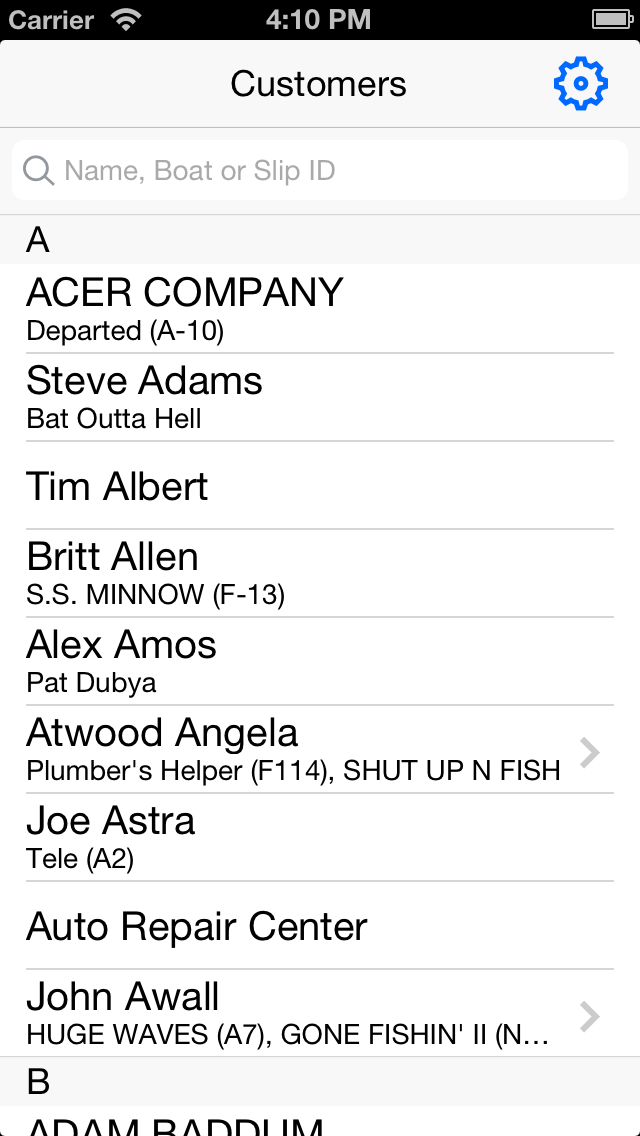 Carrier 4:10 PM
Customers
Name, Boat or Slip ID
A
ACER COMPANY
Departed (A-10)
Steve Adams
Bat Outta Hell
Tim Albert
Britt Allen
S.S. MINNOW (F-13)
Alex Amos
Pat Dubya
Atwood Angela
Plumber's Helper (F114), SHUT UP N FISH
Joe Astra
Tele (A2)
Auto Repair Center
John Awall
HUGE WAVES (A7), GONE FISHIN' II (N...
B
ADAM BADDUM